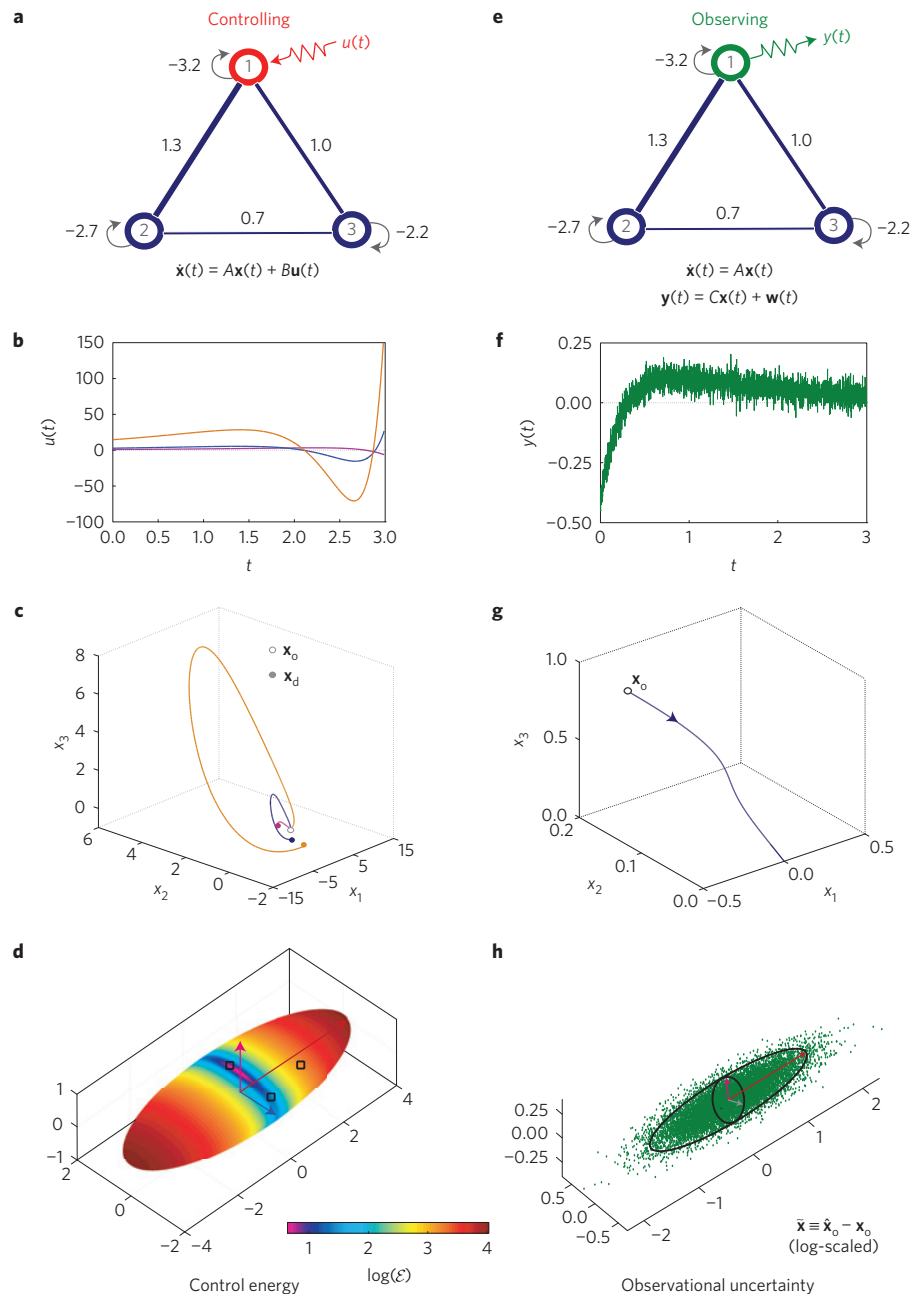 a
Controlling
1
u(t)
−3.2
1.3
1.0
0.7
−2.7
2
3
−2.2
ẋ(t) = Ax(t) + Bu(t)
b
150
100
50
0
−50
−100
u(t)
0.0 0.5 1.0 1.5 2.0 2.5 3.0
t
c
8
6
4
2
0
x₃
xₒ
x_d
6
4
2
0
−2
x₂
−15
−5
5
15
x₁
d
1
0
−1
2
0
−2
−4
−2
0
2
4
1 2 3 4
log(ℰ)
Control energy
e
Observing
1
y(t)
−3.2
1.3
1.0
0.7
−2.7
2
3
−2.2
ẋ(t) = Ax(t)
y(t) = Cx(t) + w(t)
f
0.25
0.00
−0.25
−0.50
y(t)
0 1 2 3
t
g
1.0
0.5
0.0
x₃
xₒ
0.2
0.1
0.0
x₂
−0.5
0.0
0.5
x₁
h
0.25
0.00
−0.25
0.5
0.0
−0.5
−2
−1
0
1
2
x̄ ≡ x̂ₒ − xₒ
(log-scaled)
Observational uncertainty